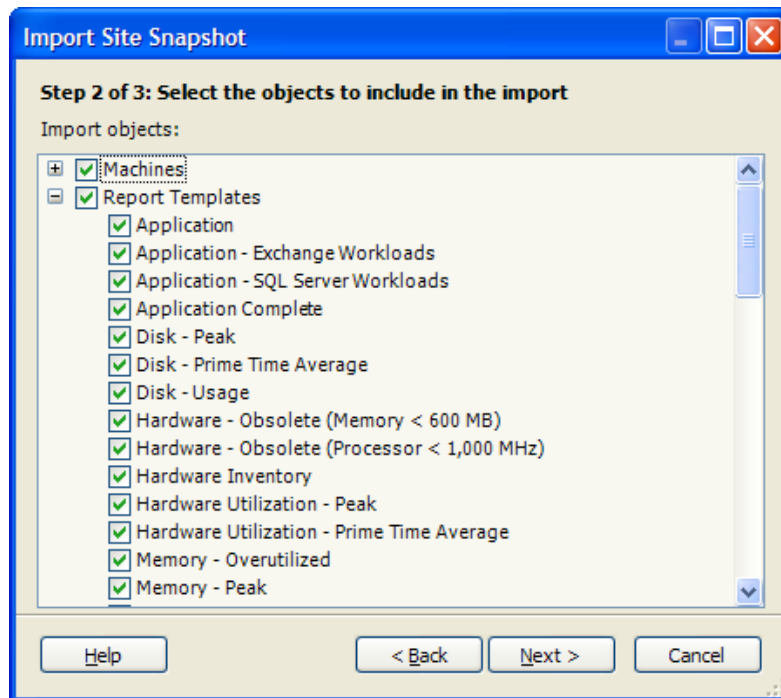 Import Site Snapshot
Step 2 of 3: Select the objects to include in the import
Import objects:
Machines
Report Templates
Application
Application - Exchange Workloads
Application - SQL Server Workloads
Application Complete
Disk - Peak
Disk - Prime Time Average
Disk - Usage
Hardware - Obsolete (Memory < 600 MB)
Hardware - Obsolete (Processor < 1,000 MHz)
Hardware Inventory
Hardware Utilization - Peak
Hardware Utilization - Prime Time Average
Memory - Overutilized
Memory - Peak
Help
< Back
Next >
Cancel